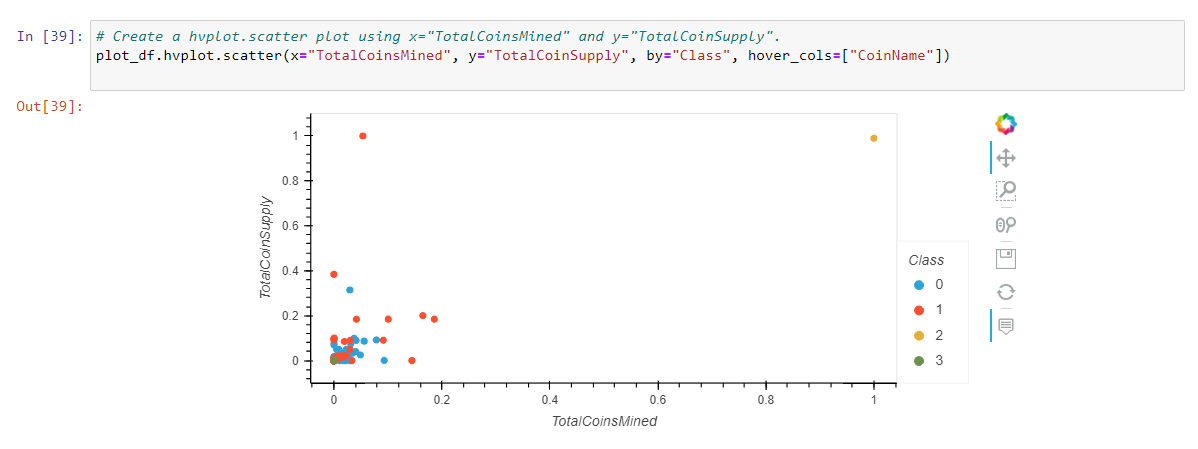 In [39]: # Create a hvplot.scatter plot using x="TotalCoinsMined" and y="TotalCoinSupply".
plot_df.hvplot.scatter(x="TotalCoinsMined", y="TotalCoinSupply", by="Class", hover_cols=["CoinName"])
Out[39]:
1
0.8
0.6
0.4
0.2
0
TotalCoinSupply
0 0.2 0.4 0.6 0.8 1
TotalCoinsMined
Class
0
1
2
3